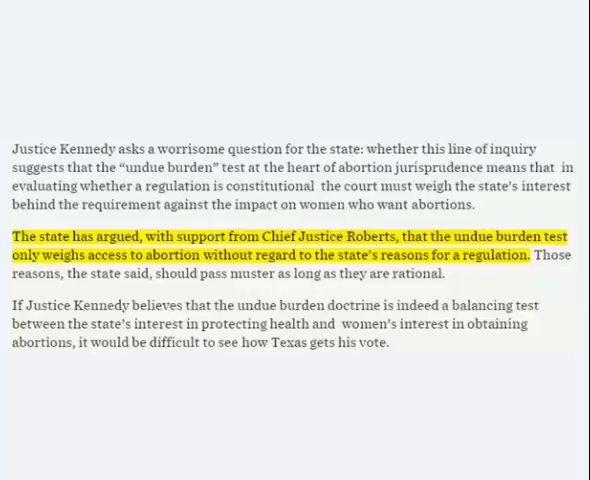 Justice Kennedy asks a worrisome question for the state: whether this line of inquiry
suggests that the “undue burden” test at the heart of abortion jurisprudence means that in
evaluating whether a regulation is constitutional the court must weigh the state’s interest
behind the requirement against the impact on women who want abortions.
The state has argued, with support from Chief Justice Roberts, that the undue burden test
only weighs access to abortion without regard to the state’s reasons for a regulation. Those
reasons, the state said, should pass muster as long as they are rational.
If Justice Kennedy believes that the undue burden doctrine is indeed a balancing test
between the state’s interest in protecting health and women’s interest in obtaining
abortions, it would be difficult to see how Texas gets his vote.